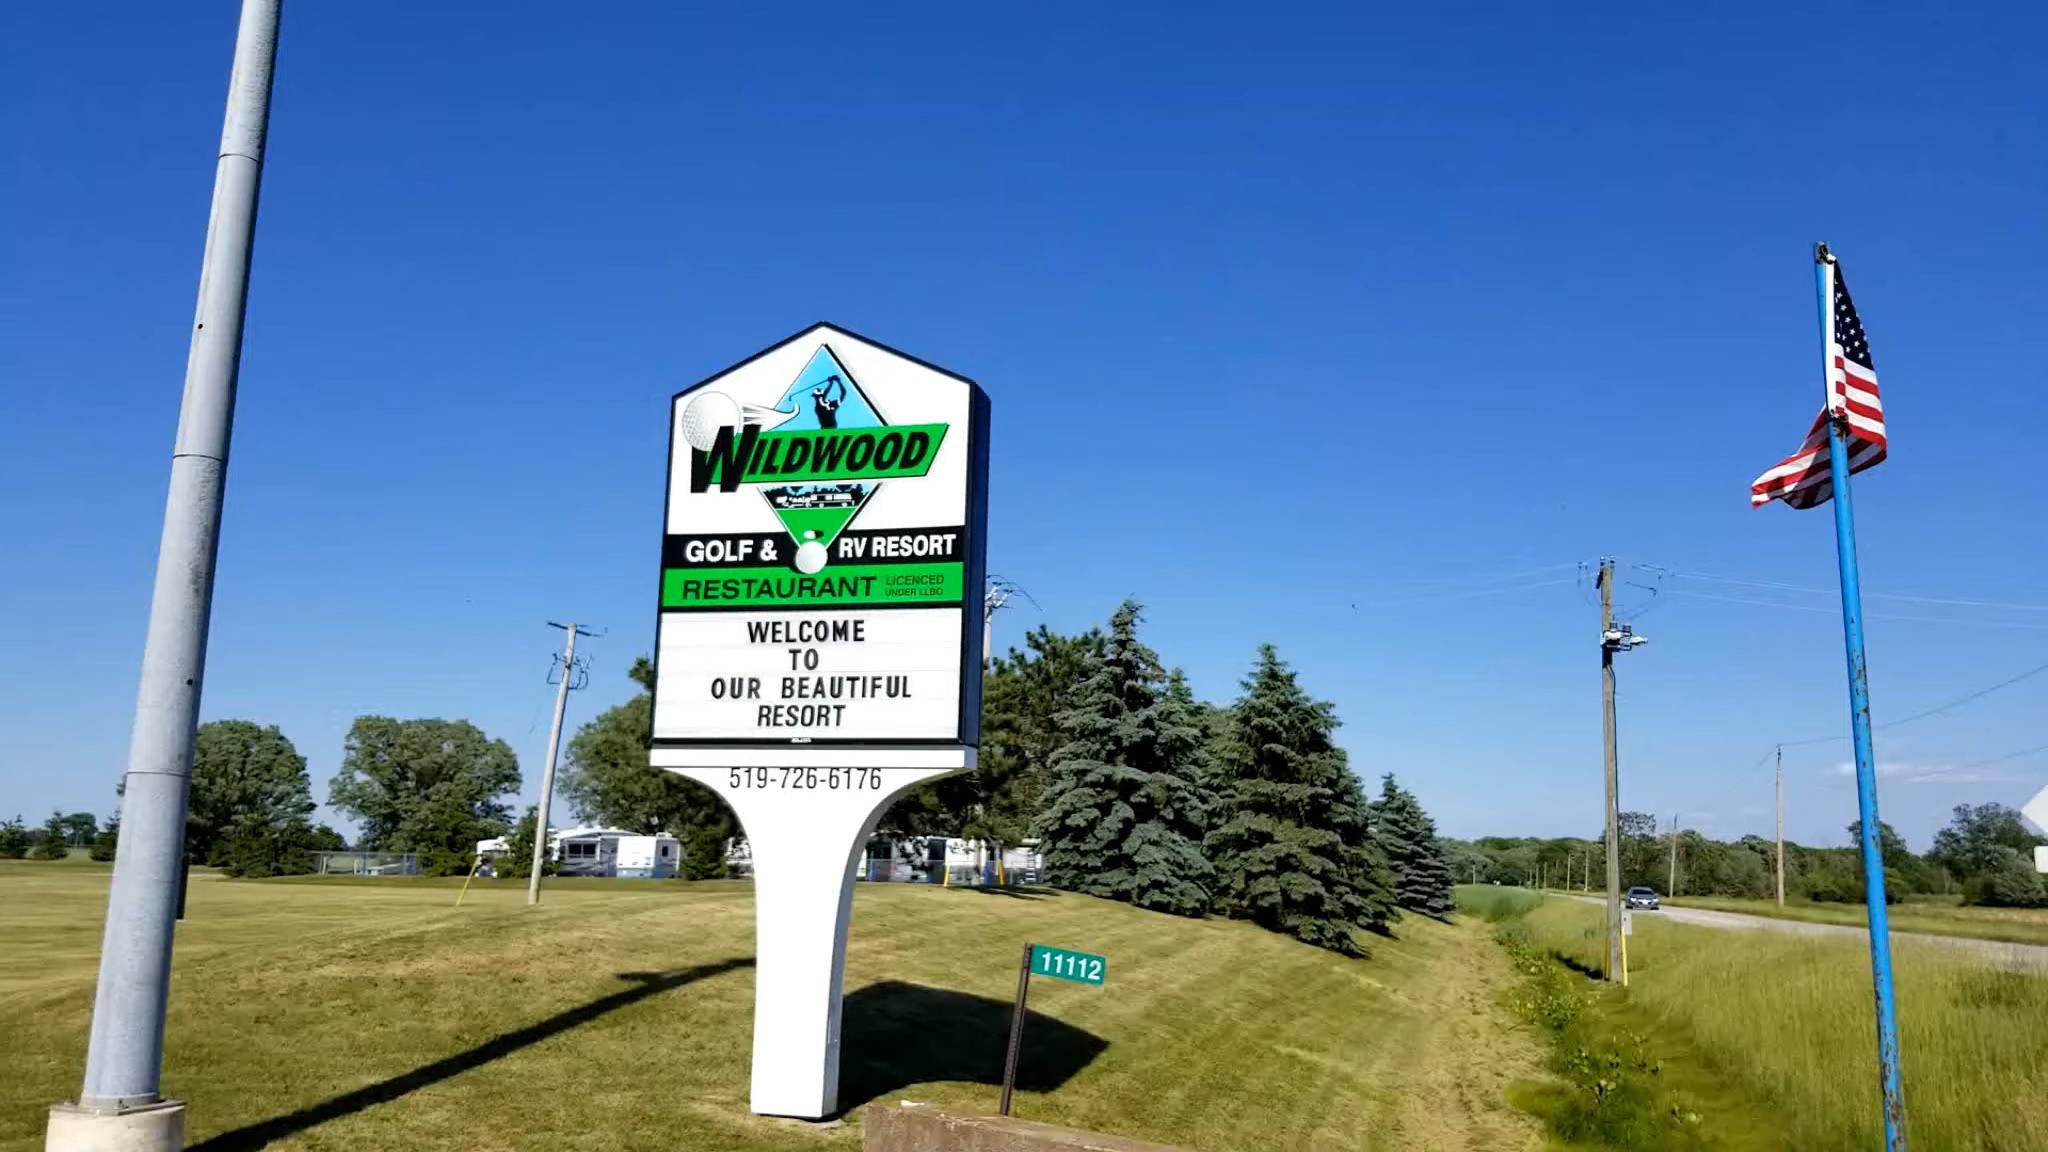 WILDWOOD
GOLF & RV RESORT
RESTAURANT LICENCED UNDER LLBO
WELCOME
TO
OUR BEAUTIFUL
RESORT
519-726-6176
11112